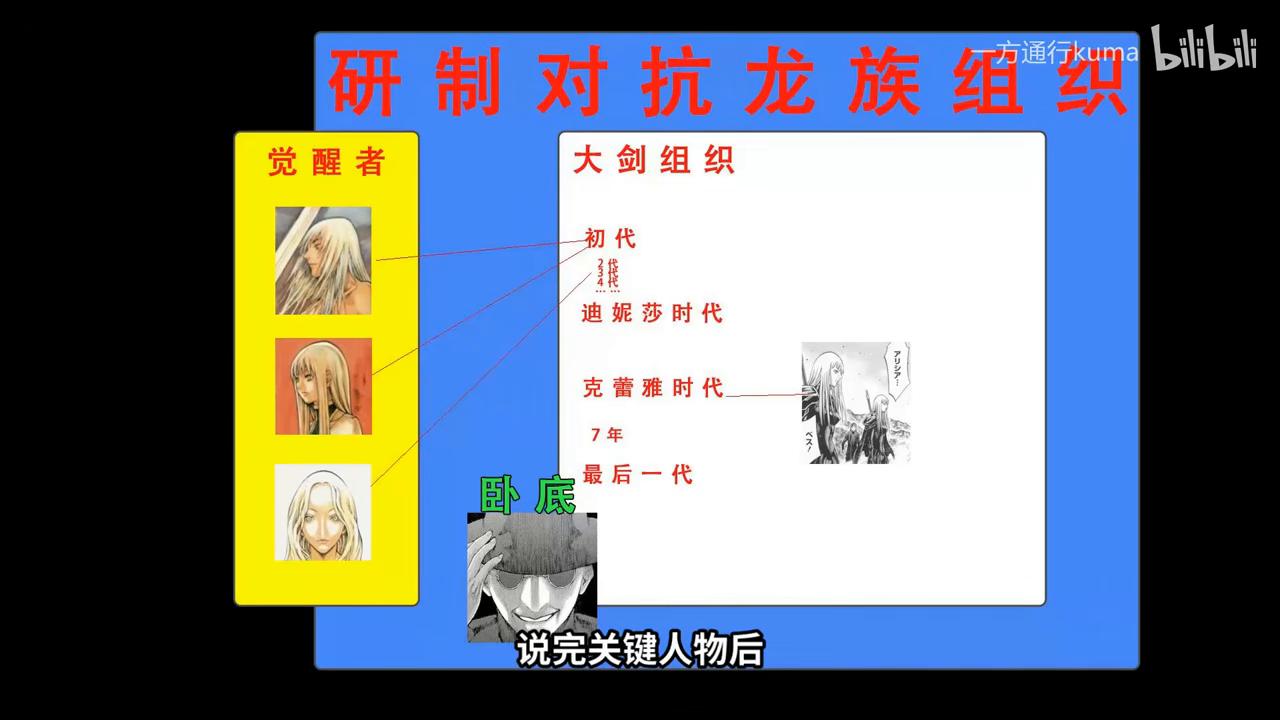 一方通行kuma bilibili
研制对抗龙族组织
觉醒者
大剑组织
初代
2代
3代
4代
……
迪妮莎时代
克蕾雅时代
アリシア…
ベス!
7年
最后一代
卧底
说完关键人物后